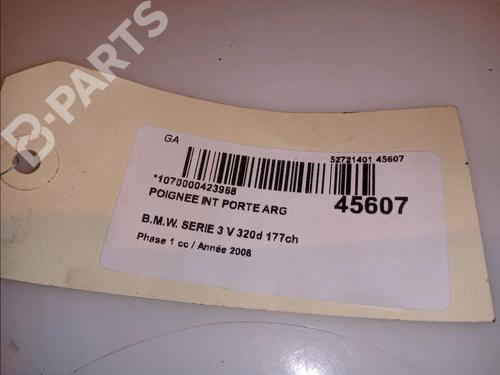 B-PARTS
GA
52721401 45607
*1070000423968
POIGNEE INT PORTE ARG
45607
B.M.W. SERIE 3 V 320d 177ch
Phase 1 cc / Année 2008